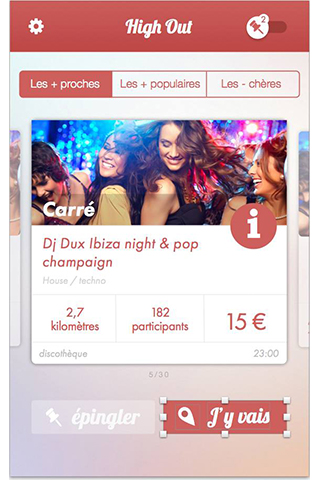 High Out
2
Les + proches
Les + populaires
Les - chères
Carré
i
Dj Dux Ibiza night & pop
champaign
House / techno
2,7
kilomètres
182
participants
15 €
discothèque
23:00
5/30
épingler
J'y vais